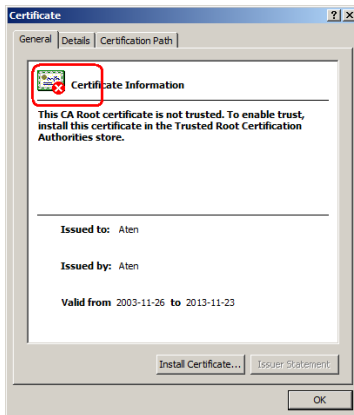 Certificate
General Details Certification Path
Certificate Information
This CA Root certificate is not trusted. To enable trust,
install this certificate in the Trusted Root Certification
Authorities store.
Issued to: Aten
Issued by: Aten
Valid from 2003-11-26 to 2013-11-23
Install Certificate... Issuer Statement
OK